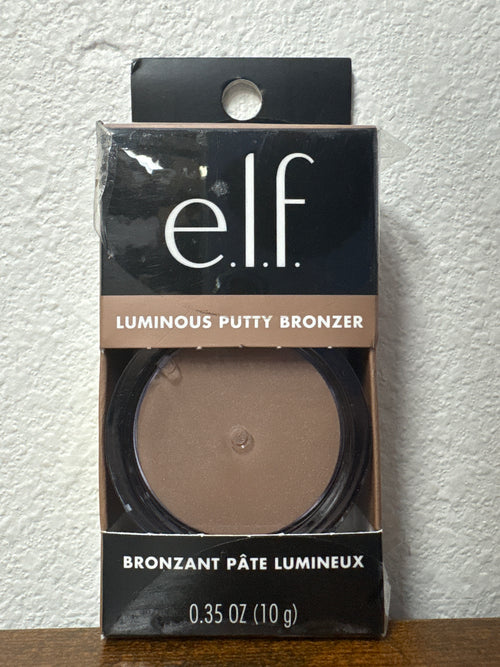 e.l.f.
LUMINOUS PUTTY BRONZER
BRONZANT PÂTE LUMINEUX
0.35 OZ (10 g)